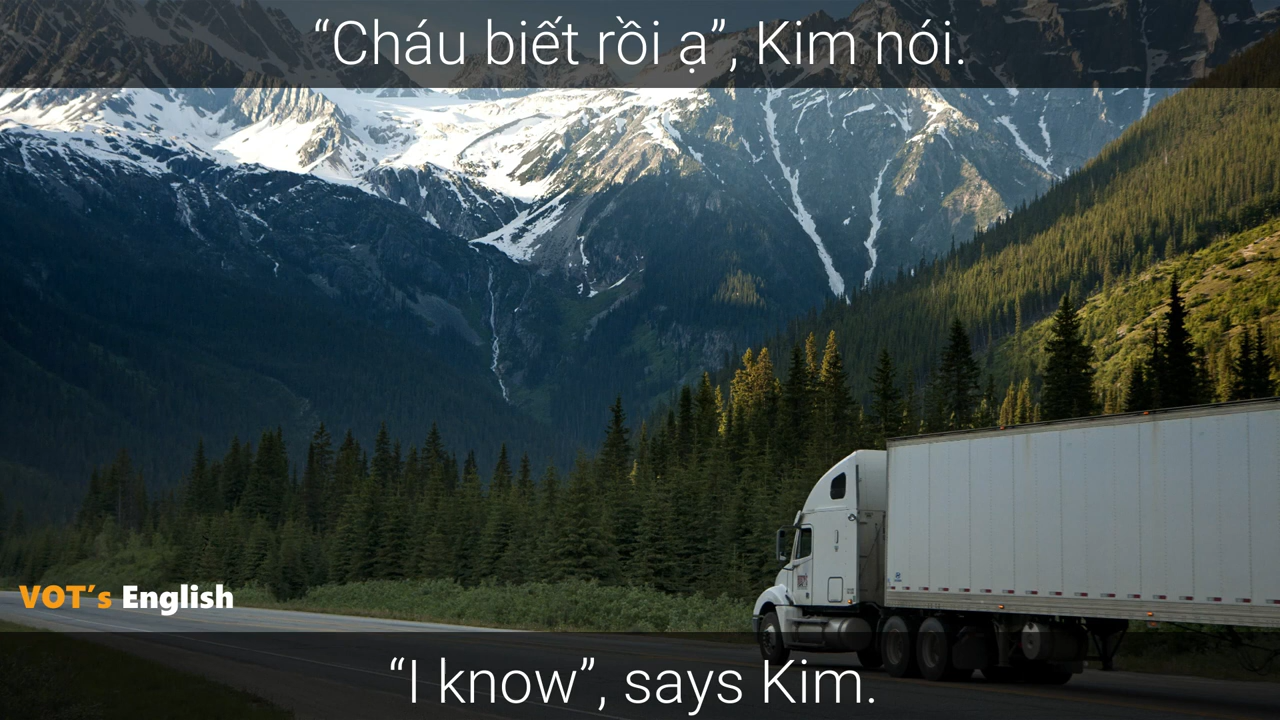 “Cháu biết rồi ạ”, Kim nói.
VOT’s English
“I know”, says Kim.